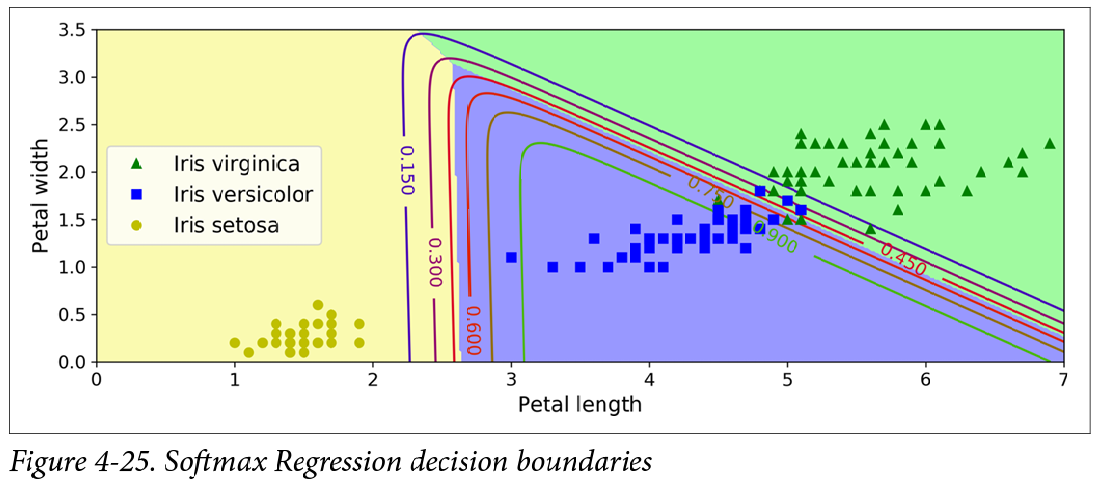 3.5
3.0
2.5
2.0
1.5
1.0
0.5
0.0
Petal width
Iris virginica
Iris versicolor
Iris setosa
0.150
0.300
0.600
0.750
0.900
0.450
0 1 2 3 4 5 6 7
Petal length
Figure 4-25. Softmax Regression decision boundaries